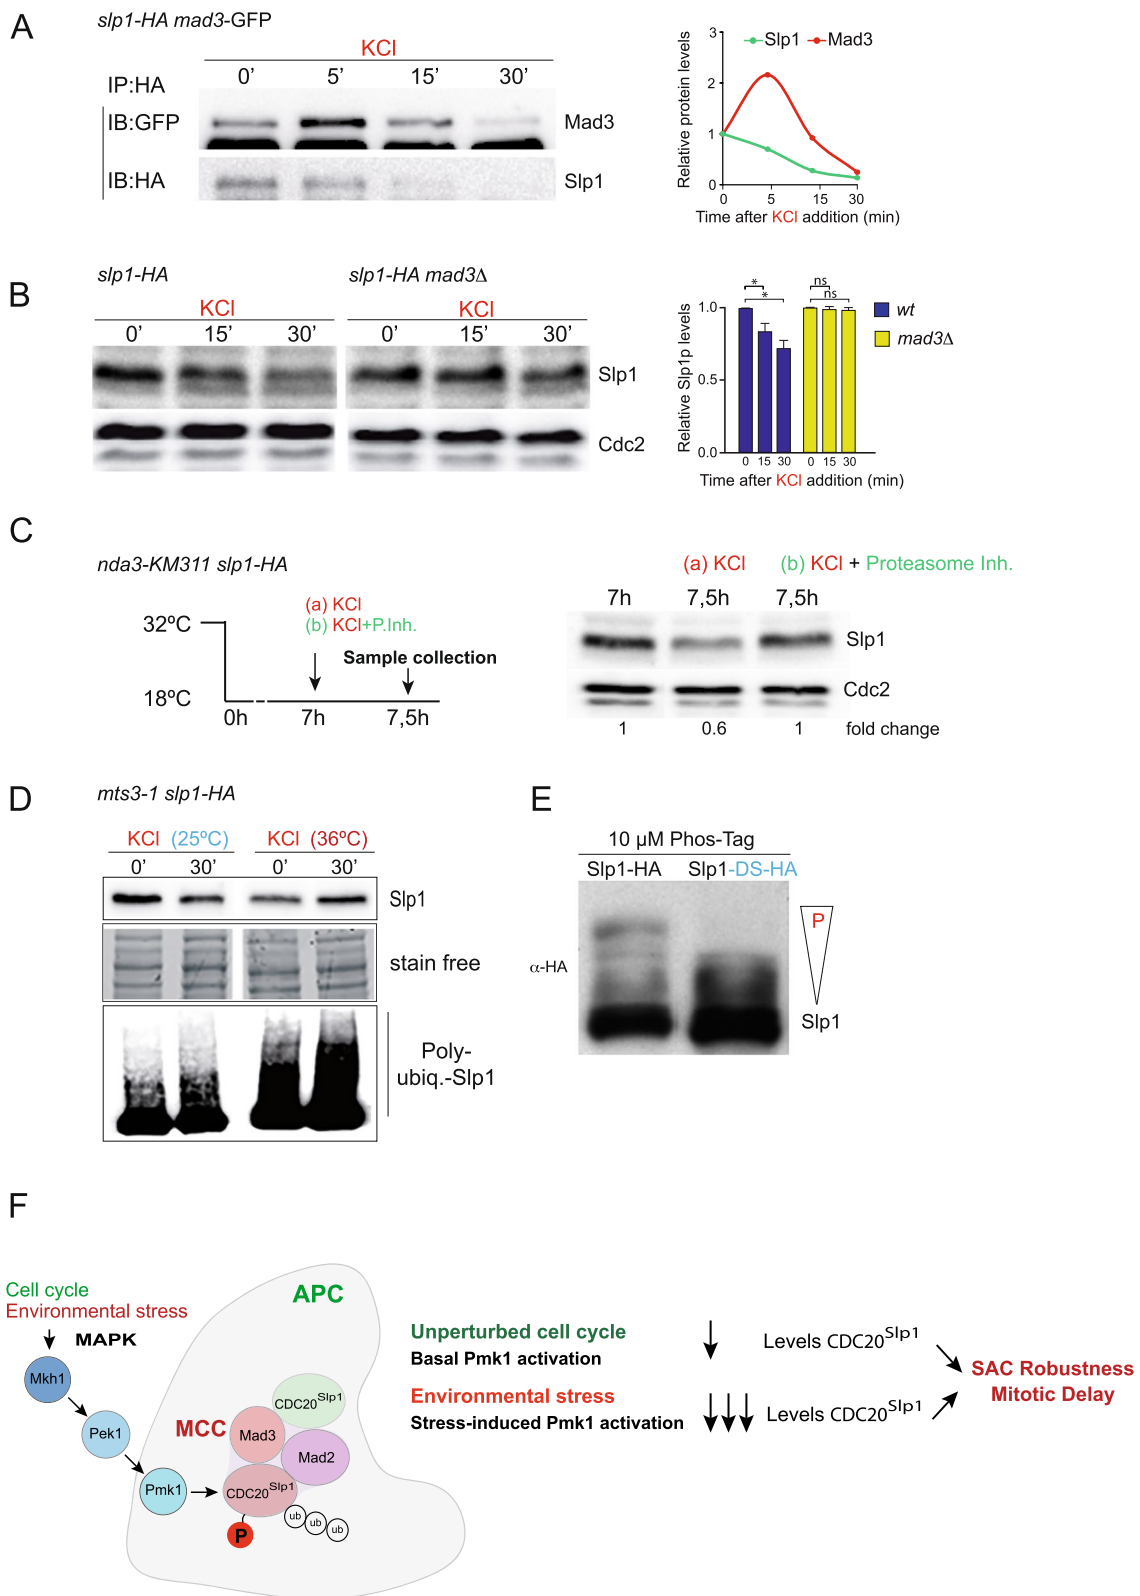 A
slp1-HA mad3-GFP
KCl
IP:HA
0' 5' 15' 30'
IB:GFP
Mad3
IB:HA
Slp1
Slp1 Mad3
Relative protein levels
3
2
1
0
0 5 15 30
Time after KCl addition (min)
B
slp1-HA
slp1-HA mad3Δ
KCl
KCl
0' 15' 30'
0' 15' 30'
Slp1
Cdc2
* ns
* ns
wt
mad3Δ
Relative Slp1p levels
1.0
0.5
0.0
0 15 30 0 15 30
Time after KCl addition (min)
C
nda3-KM311 slp1-HA
(a) KCl
(b) KCl+P.Inh.
32ºC
Sample collection
18ºC
0h 7h 7,5h
(a) KCl (b) KCl + Proteasome Inh.
7h 7,5h 7,5h
Slp1
Cdc2
1 0.6 1 fold change
D
mts3-1 slp1-HA
KCl (25ºC) KCl (36ºC)
0' 30' 0' 30'
Slp1
stain free
Poly-
ubiq.-Slp1
E
10 µM Phos-Tag
Slp1-HA Slp1-DS-HA
P
α-HA
Slp1
F
Cell cycle
Environmental stress
MAPK
Mkh1
Pek1
Pmk1
APC
MCC
CDC20Slp1
Mad3
Mad2
CDC20Slp1
P
ub ub ub
Unperturbed cell cycle
Basal Pmk1 activation
Levels CDC20Slp1
Environmental stress
Stress-induced Pmk1 activation
Levels CDC20Slp1
SAC Robustness
Mitotic Delay